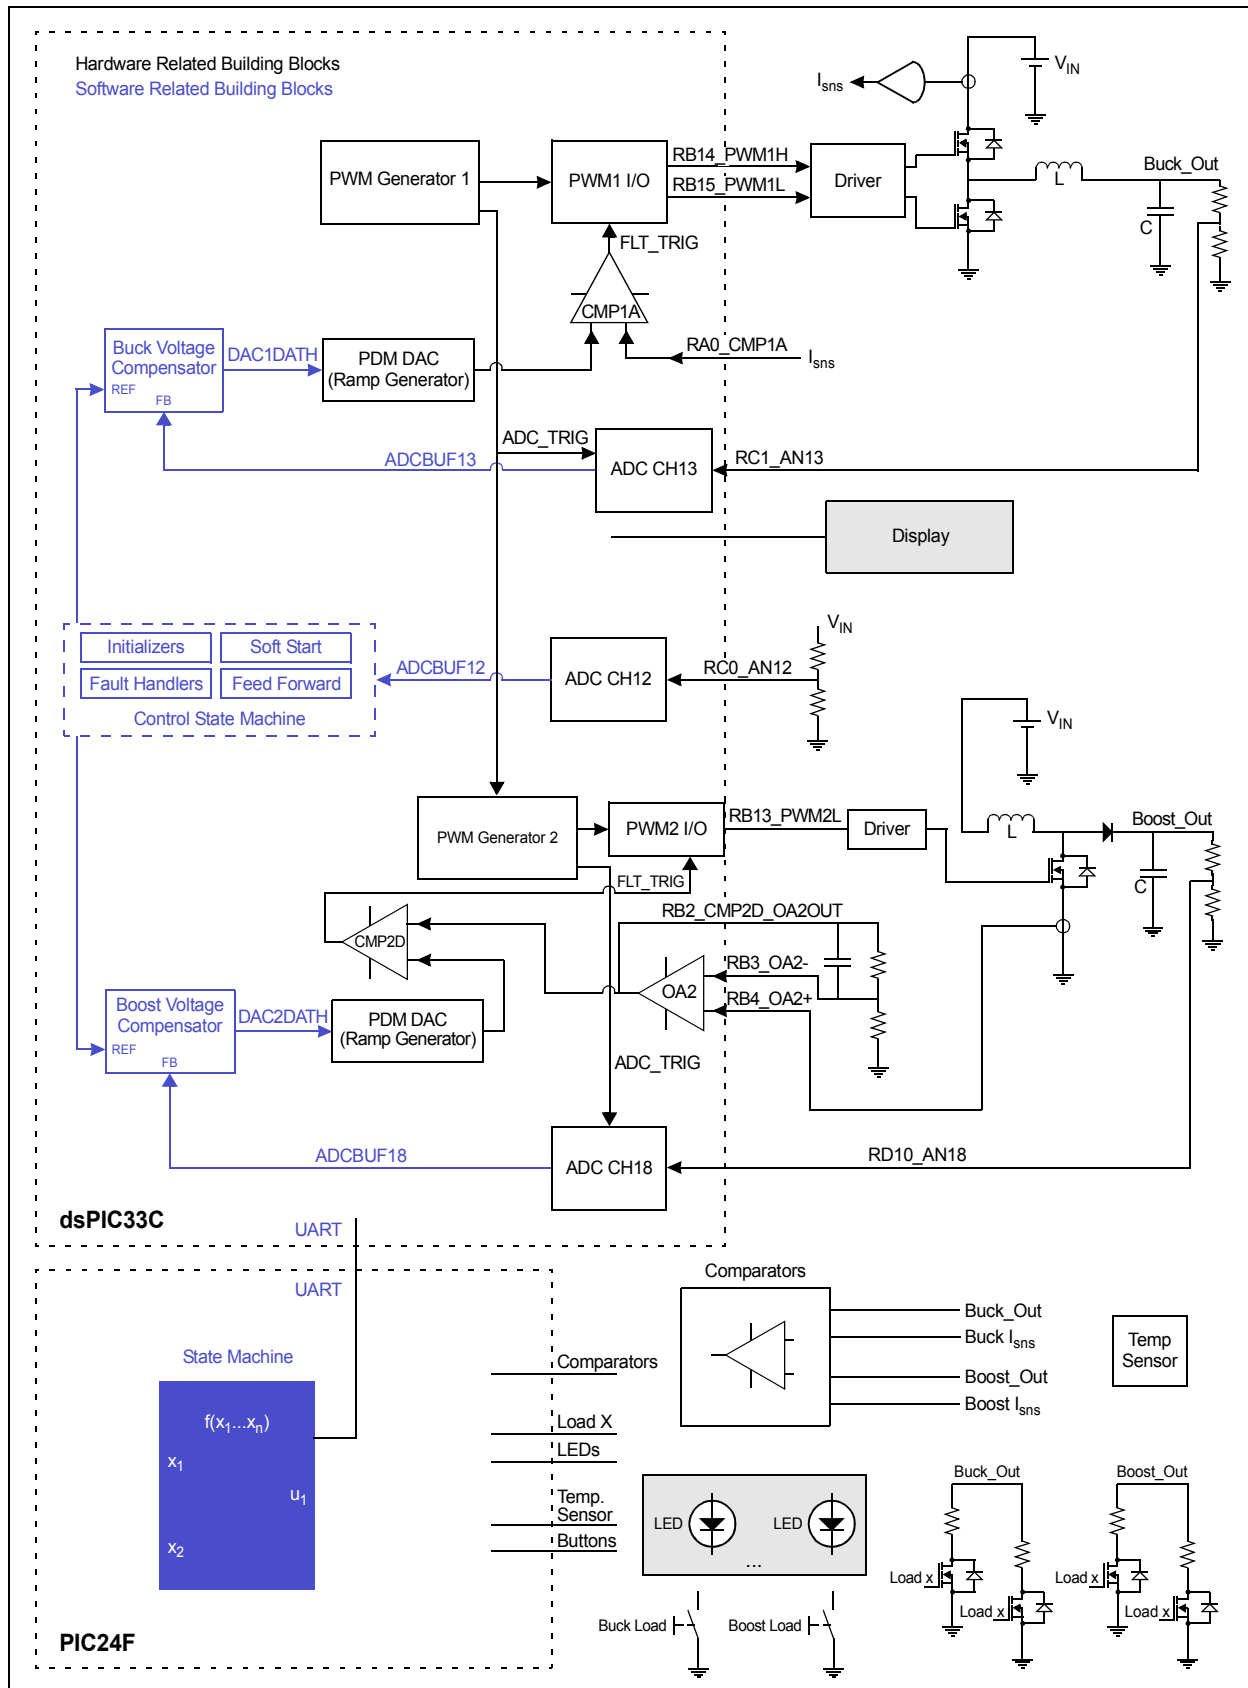 Hardware Related Building Blocks
Software Related Building Blocks
Isns
VIN
PWM Generator 1
PWM1 I/O
RB14_PWM1H
RB15_PWM1L
Driver
L
Buck_Out
C
FLT_TRIG
CMP1A
RA0_CMP1A
Isns
Buck Voltage
Compensator
REF
FB
DAC1DATH
PDM DAC
(Ramp Generator)
ADC_TRIG
ADCBUF13
ADC CH13
RC1_AN13
Display
Initializers
Soft Start
Fault Handlers
Feed Forward
Control State Machine
ADCBUF12
ADC CH12
RC0_AN12
VIN
VIN
PWM Generator 2
PWM2 I/O
RB13_PWM2L
Driver
L
Boost_Out
C
FLT_TRIG
CMP2D
RB2_CMP2D_OA2OUT
RB3_OA2-
OA2
RB4_OA2+
Boost Voltage
Compensator
REF
FB
DAC2DATH
PDM DAC
(Ramp Generator)
ADC_TRIG
ADCBUF18
ADC CH18
RD10_AN18
dsPIC33C
UART
UART
State Machine
f(x1...xn)
x1
u1
x2
PIC24F
Comparators
Load X
LEDs
Temp.
Sensor
Buttons
Comparators
Buck_Out
Buck Isns
Boost_Out
Boost Isns
Temp
Sensor
LED
LED
...
Buck Load
Boost Load
Buck_Out
Load x
Load x
Boost_Out
Load x
Load x